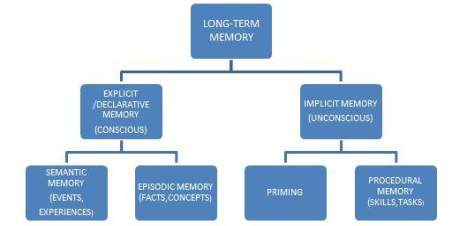 LONG-TERM
MEMORY
EXPLICIT
/DECLARATIVE
MEMORY
(CONSCIOUS)
IMPLICIT MEMORY
(UNCONSCIOUS)
SEMANTIC
MEMORY
(EVENTS,
EXPERIENCES)
EPISODIC MEMORY
(FACTS,CONCEPTS)
PRIMING
PROCEDURAL
MEMORY
(SKILLS,TASKS)